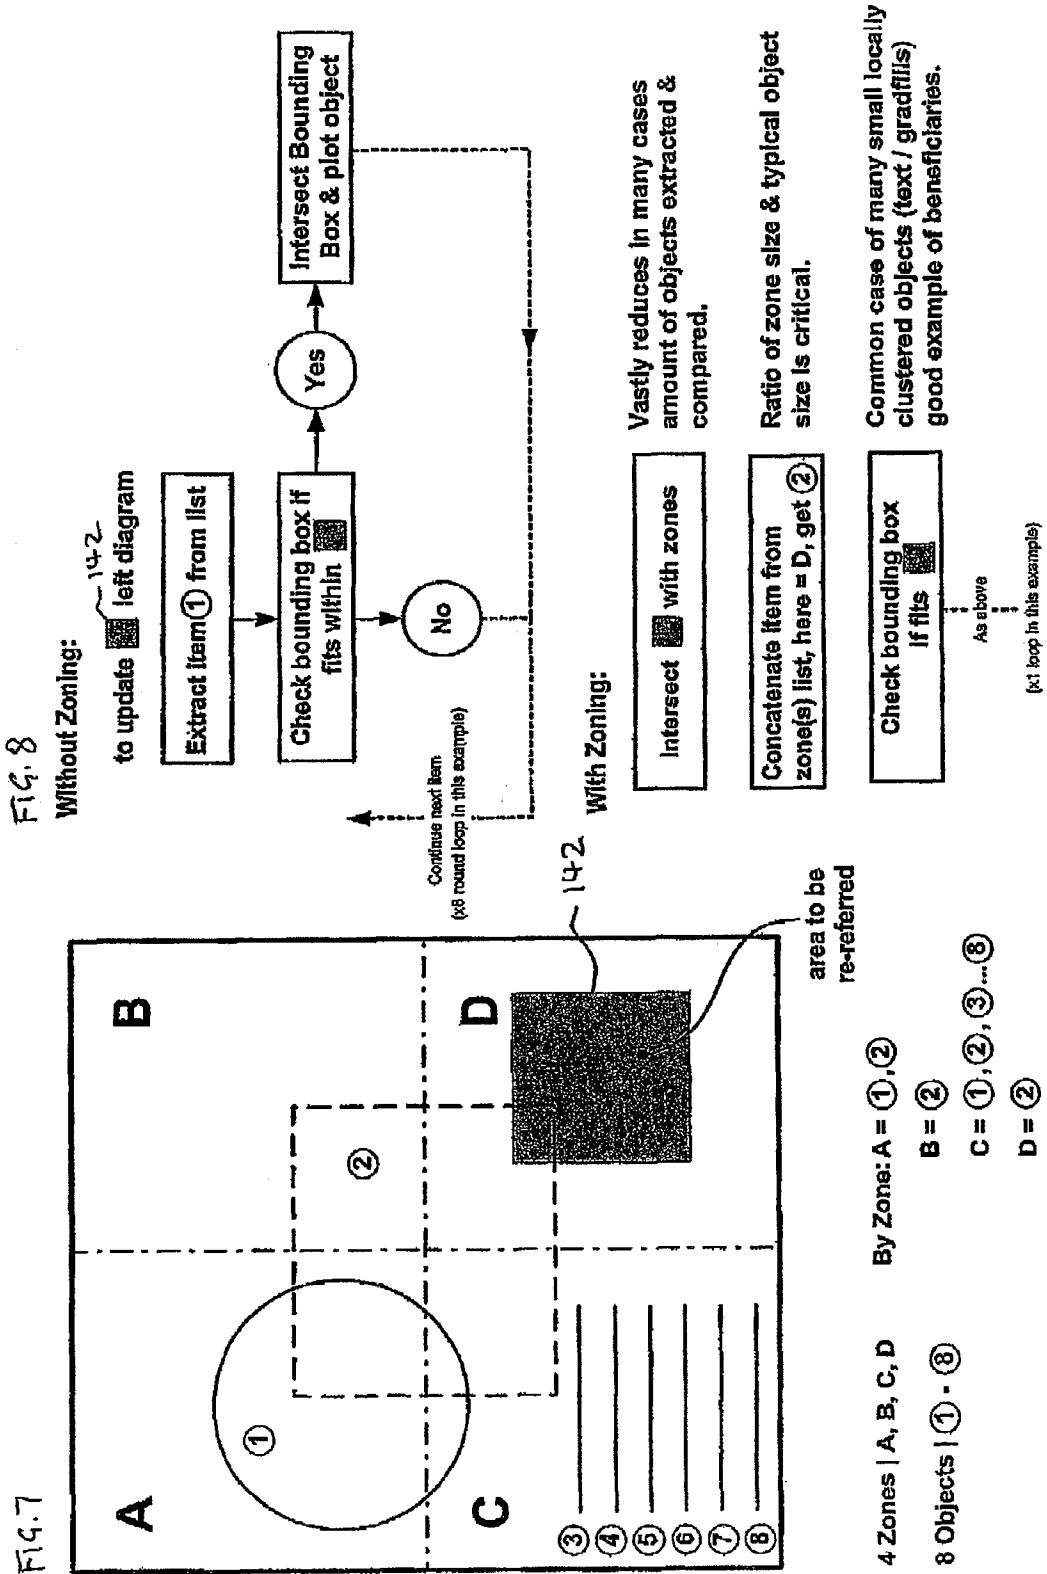 FIG. 7
A
B
C
D
①
②
③
④
⑤
⑥
⑦
⑧
142
area to be
re-referred
4 Zones | A, B, C, D
8 Objects | ① - ⑧
By Zone: A = ①,②
B = ②
C = ①,②,③...⑧
D = ②
FIG. 8
Without Zoning:
142
to update left diagram
Extract item ① from list
Check bounding box if
fits within
Yes
Intersect Bounding
Box & plot object
No
Continue next item
(x8 round loop in this example)
With Zoning:
Intersect with zones
Vastly reduces in many cases
amount of objects extracted &
compared.
Concatenate item from
zone(s) list, here = D, get ②
Ratio of zone size & typical object
size is critical.
Check bounding box
if fits
Common case of many small locally
clustered objects (text / gradfills)
good example of beneficiaries.
As above
(x1 loop in this example)